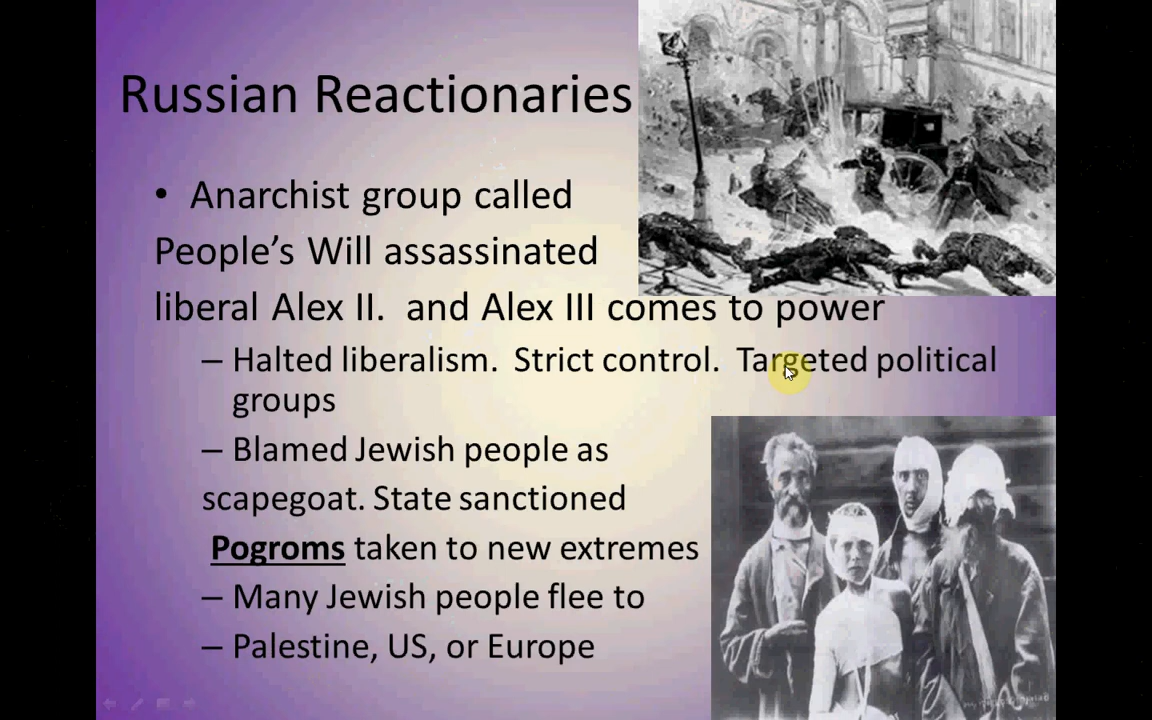 Russian Reactionaries
• Anarchist group called
People’s Will assassinated
liberal Alex II.  and Alex III comes to power
– Halted liberalism.  Strict control.  Targeted political
groups
– Blamed Jewish people as
scapegoat. State sanctioned
Pogroms taken to new extremes
– Many Jewish people flee to
– Palestine, US, or Europe